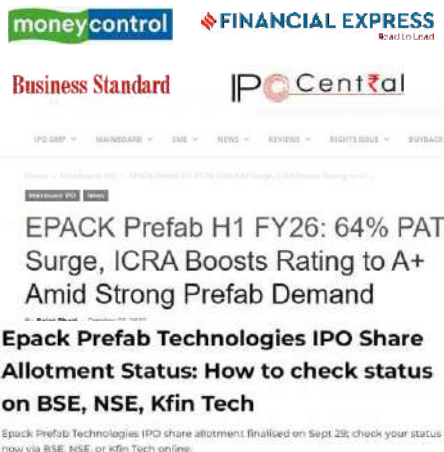 moneycontrol
FINANCIAL EXPRESS
Read to Lead
Business Standard
IPO Cent₹al
IPO GMP MAINBOARD SME NEWS REVIEWS RIGHTS ISSUE BUYBACK
Mainboard IPO News
EPACK Prefab H1 FY26: 64% PAT
Surge, ICRA Boosts Rating to A+
Amid Strong Prefab Demand
Epack Prefab Technologies IPO Share
Allotment Status: How to check status
on BSE, NSE, Kfin Tech
Epack Prefab Technologies IPO share allotment finalised on Sept 29; check your status
now via BSE, NSE, or Kfin Tech online.